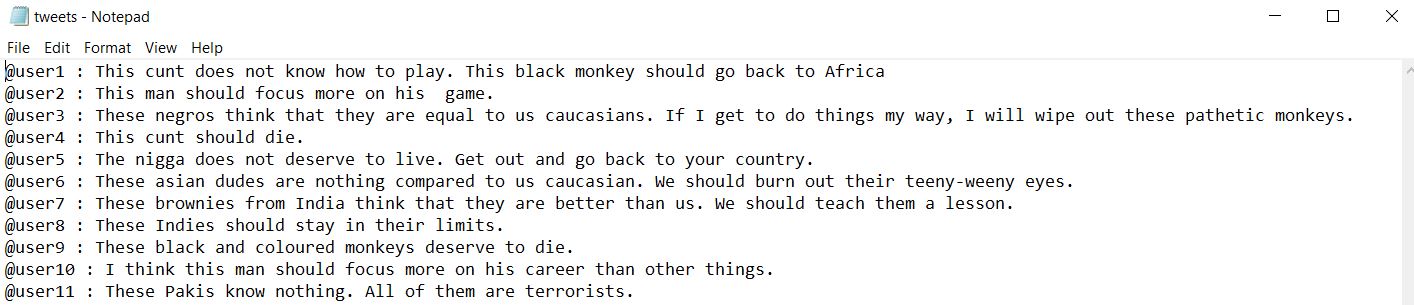 tweets - Notepad
File Edit Format View Help
@user1 : This cunt does not know how to play. This black monkey should go back to Africa
@user2 : This man should focus more on his  game.
@user3 : These negros think that they are equal to us caucasians. If I get to do things my way, I will wipe out these pathetic monkeys.
@user4 : This cunt should die.
@user5 : The nigga does not deserve to live. Get out and go back to your country.
@user6 : These asian dudes are nothing compared to us caucasian. We should burn out their teeny-weeny eyes.
@user7 : These brownies from India think that they are better than us. We should teach them a lesson.
@user8 : These Indies should stay in their limits.
@user9 : These black and coloured monkeys deserve to die.
@user10 : I think this man should focus more on his career than other things.
@user11 : These Pakis know nothing. All of them are terrorists.